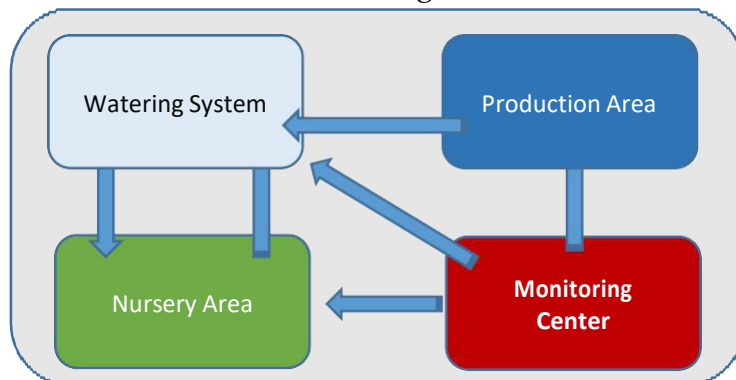 Watering System
Production Area
Nursery Area
Monitoring
Center